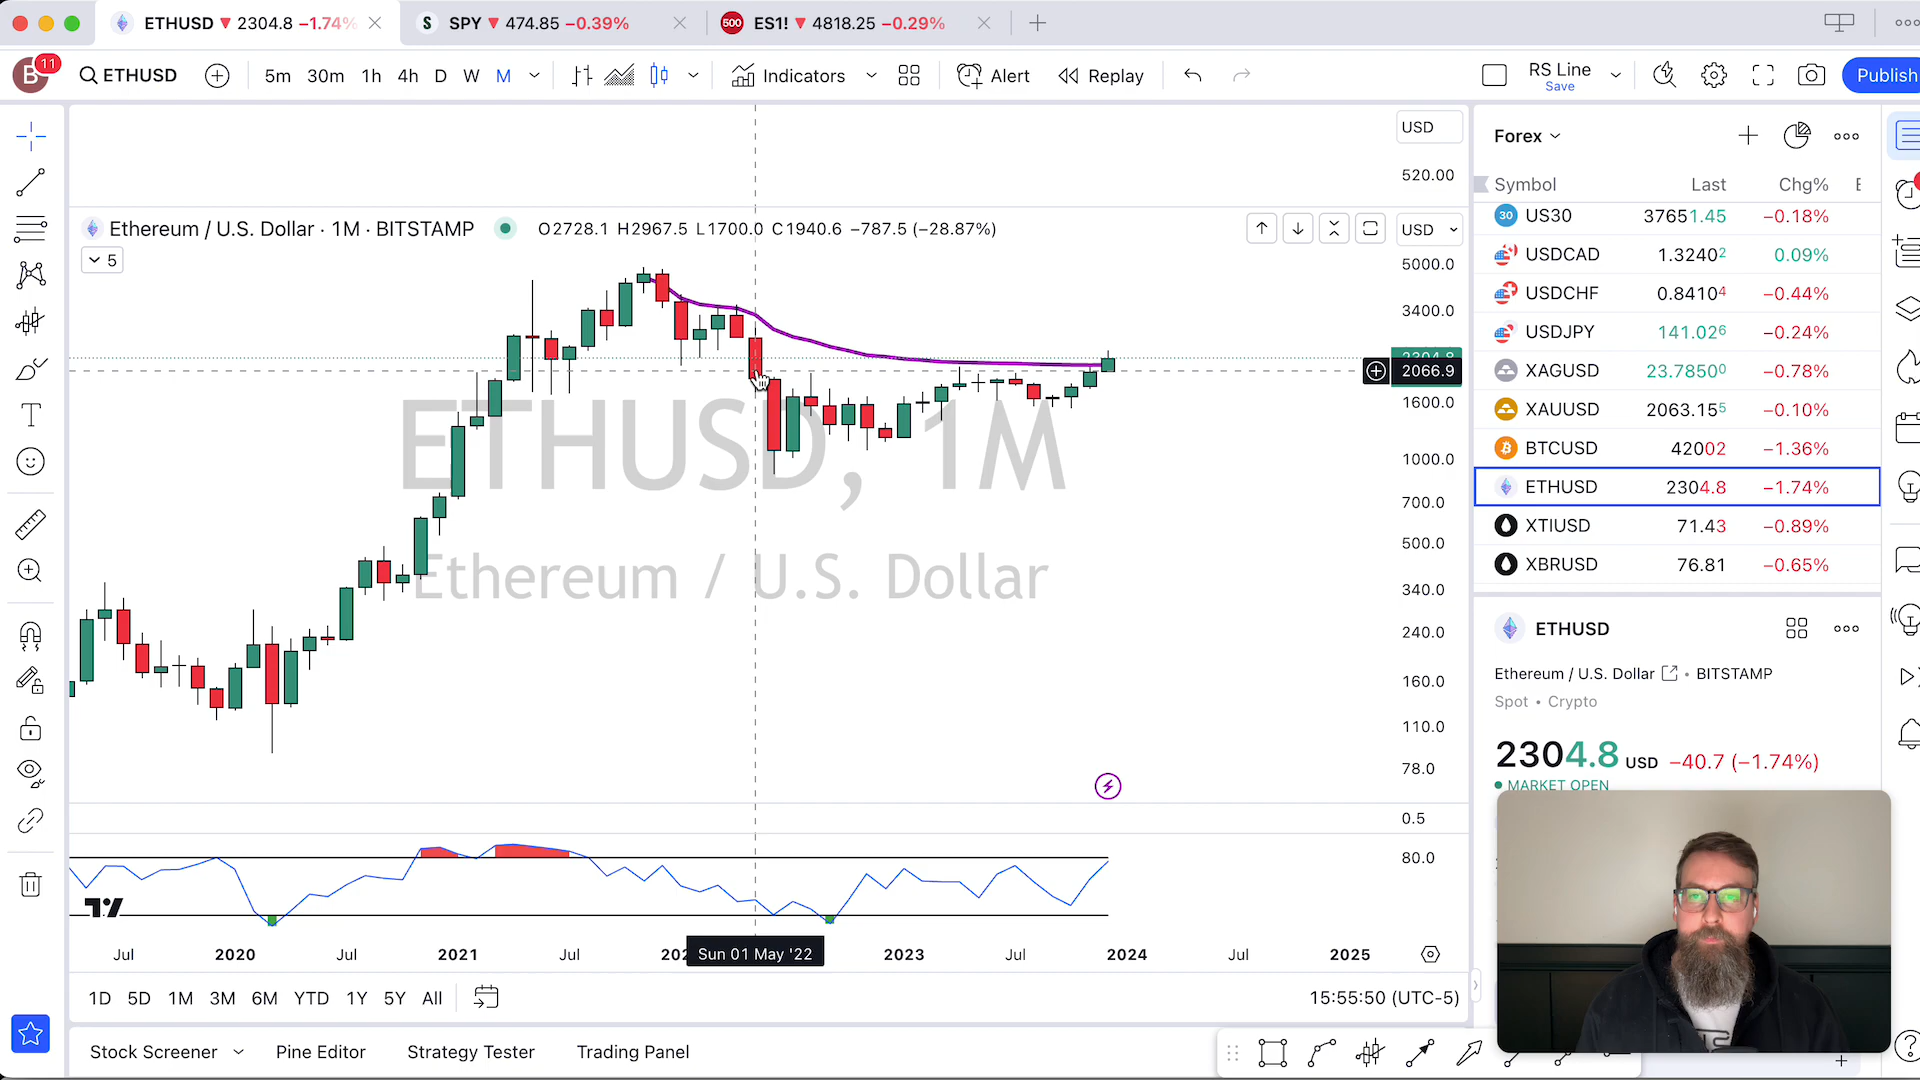 ETHUSD ▼ 2304.8 −1.74%
S SPY ▼ 474.85 −0.39%
500 ES1! ▼ 4818.25 −0.29%
B 11 ETHUSD 5m 30m 1h 4h D W M Indicators Alert Replay RS Line Save Publish
USD
520.00
Ethereum / U.S. Dollar · 1M · BITSTAMP O2728.1 H2967.5 L1700.0 C1940.6 −787.5 (−28.87%)
USD
5
5000.0
3400.0
2304.8
2066.9
1600.0
1000.0
700.0
500.0
340.0
240.0
160.0
110.0
78.0
ETHUSD, 1M
Ethereum / U.S. Dollar
0.5
80.0
Jul 2020 Jul 2021 Jul Sun 01 May '22 2023 Jul 2024 Jul 2025
1D 5D 1M 3M 6M YTD 1Y 5Y All
15:55:50 (UTC-5)
Stock Screener Pine Editor Strategy Tester Trading Panel
Forex
Symbol Last Chg%
30 US30 37651.45 −0.18%
USDCAD 1.32402 0.09%
USDCHF 0.84104 −0.44%
USDJPY 141.026 −0.24%
XAGUSD 23.78500 −0.78%
XAUUSD 2063.155 −0.10%
BTCUSD 42002 −1.36%
ETHUSD 2304.8 −1.74%
XTIUSD 71.43 −0.89%
XBRUSD 76.81 −0.65%
ETHUSD
Ethereum / U.S. Dollar • BITSTAMP
Spot • Crypto
2304.8 USD −40.7 (−1.74%)
MARKET OPEN